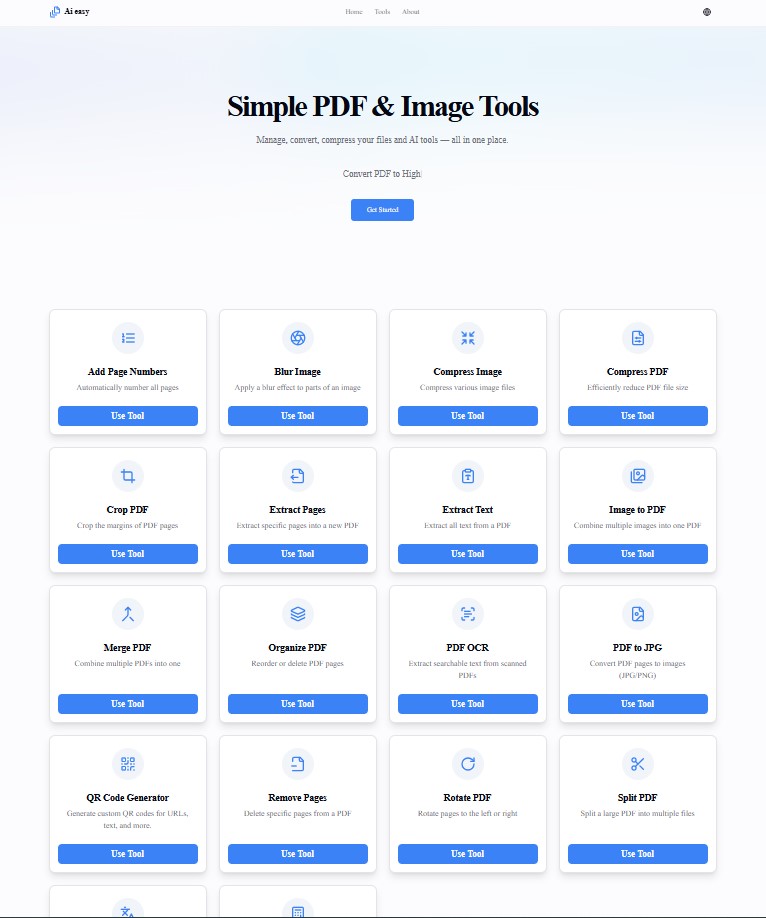 Ai easy
Home Tools About
Simple PDF & Image Tools
Manage, convert, compress your files and AI tools — all in one place.
Convert PDF to High
Get Started
Add Page Numbers
Automatically number all pages
Use Tool
Blur Image
Apply a blur effect to parts of an image
Use Tool
Compress Image
Compress various image files
Use Tool
Compress PDF
Efficiently reduce PDF file size
Use Tool
Crop PDF
Crop the margins of PDF pages
Use Tool
Extract Pages
Extract specific pages into a new PDF
Use Tool
Extract Text
Extract all text from a PDF
Use Tool
Image to PDF
Combine multiple images into one PDF
Use Tool
Merge PDF
Combine multiple PDFs into one
Use Tool
Organize PDF
Reorder or delete PDF pages
Use Tool
PDF OCR
Extract searchable text from scanned
PDFs
Use Tool
PDF to JPG
Convert PDF pages to images
(JPG/PNG)
Use Tool
QR Code Generator
Generate custom QR codes for URLs,
text, and more.
Use Tool
Remove Pages
Delete specific pages from a PDF
Use Tool
Rotate PDF
Rotate pages to the left or right
Use Tool
Split PDF
Split a large PDF into multiple files
Use Tool